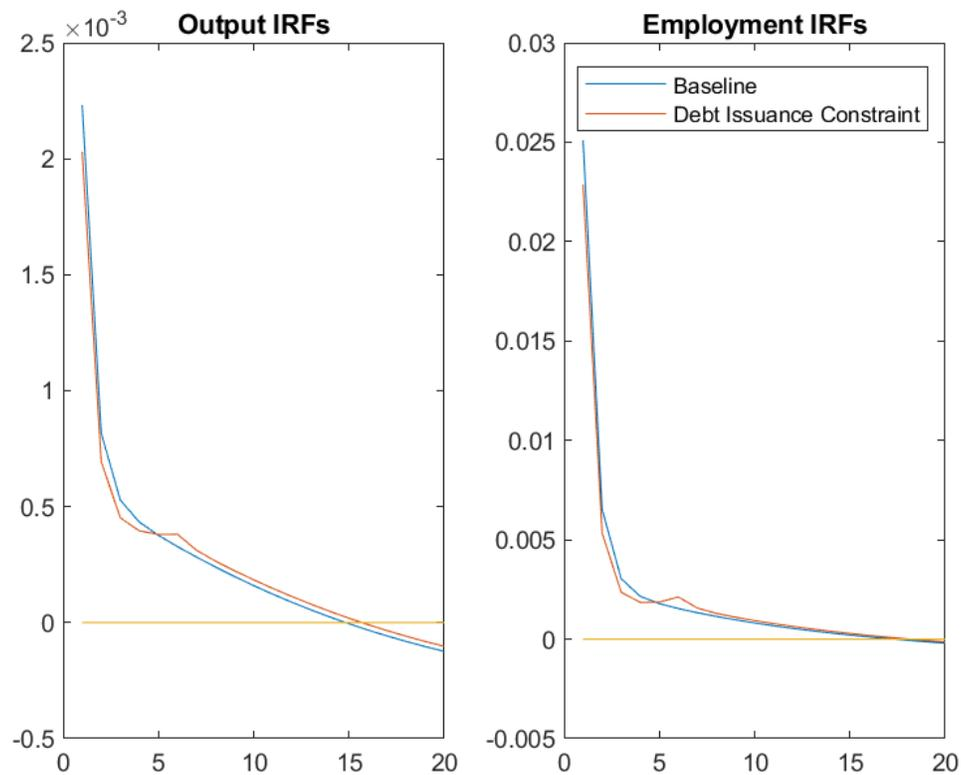 Output IRFs
×10-3
2.5
2
1.5
1
0.5
0
-0.5
0 5 10 15 20
Employment IRFs
Baseline
Debt Issuance Constraint
0.03
0.025
0.02
0.015
0.01
0.005
0
-0.005
0 5 10 15 20